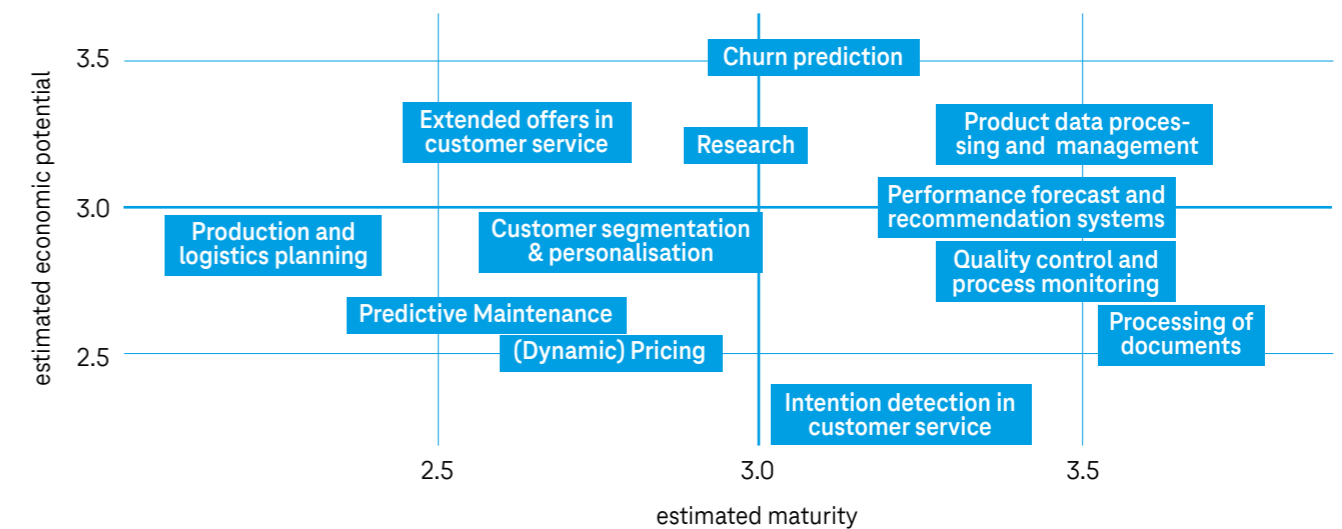 estimated economic potential
3.5
3.0
2.5
Churn prediction
Extended offers in
customer service
Research
Product data proces-
sing and management
Performance forecast and
recommendation systems
Production and
logistics planning
Customer segmentation
& personalisation
Quality control and
process monitoring
Predictive Maintenance
(Dynamic) Pricing
Processing of
documents
Intention detection in
customer service
2.5
3.0
3.5
estimated maturity